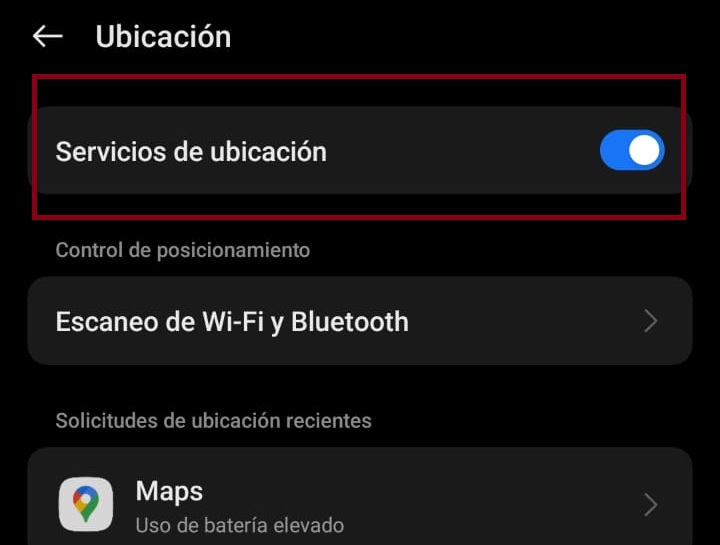 Ubicación
Servicios de ubicación
Control de posicionamiento
Escaneo de Wi-Fi y Bluetooth
Solicitudes de ubicación recientes
Maps
Uso de batería elevado